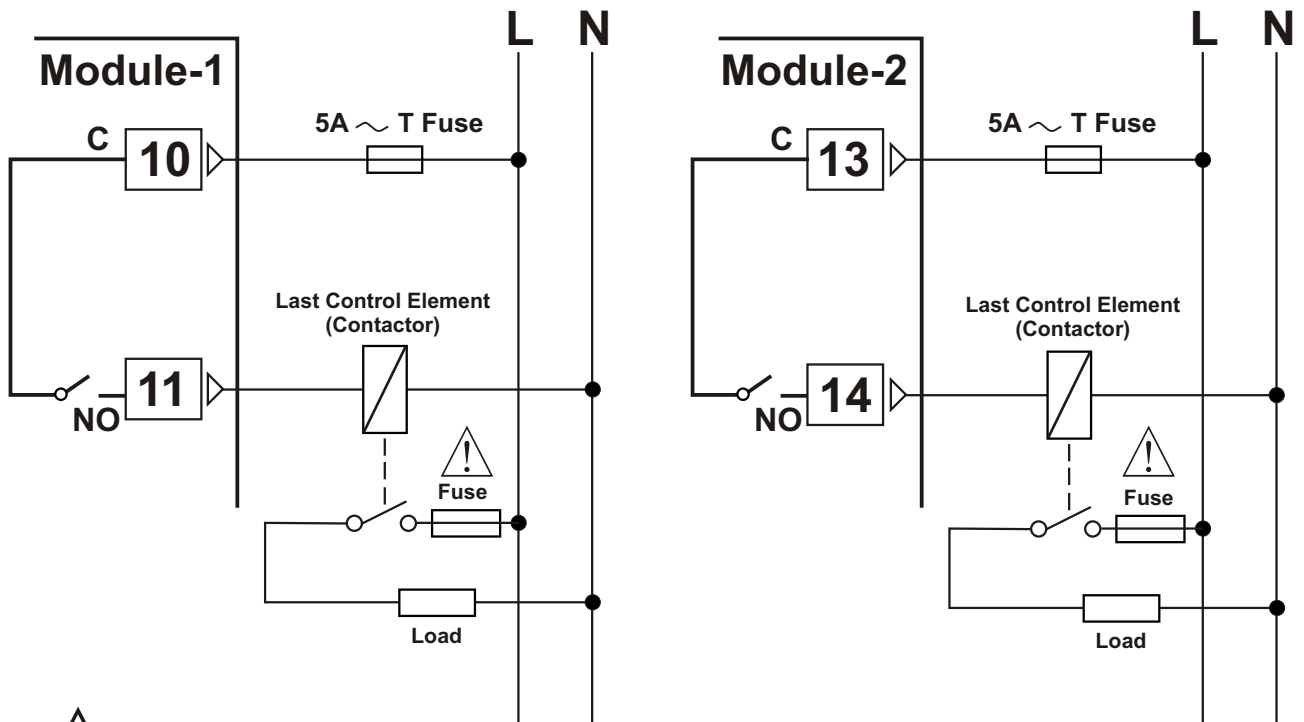 L N
Module-1
5A ~ T Fuse
C
10
Last Control Element
(Contactor)
11
NO
!
Fuse
Load
L N
Module-2
5A ~ T Fuse
C
13
Last Control Element
(Contactor)
14
NO
!
Fuse
Load